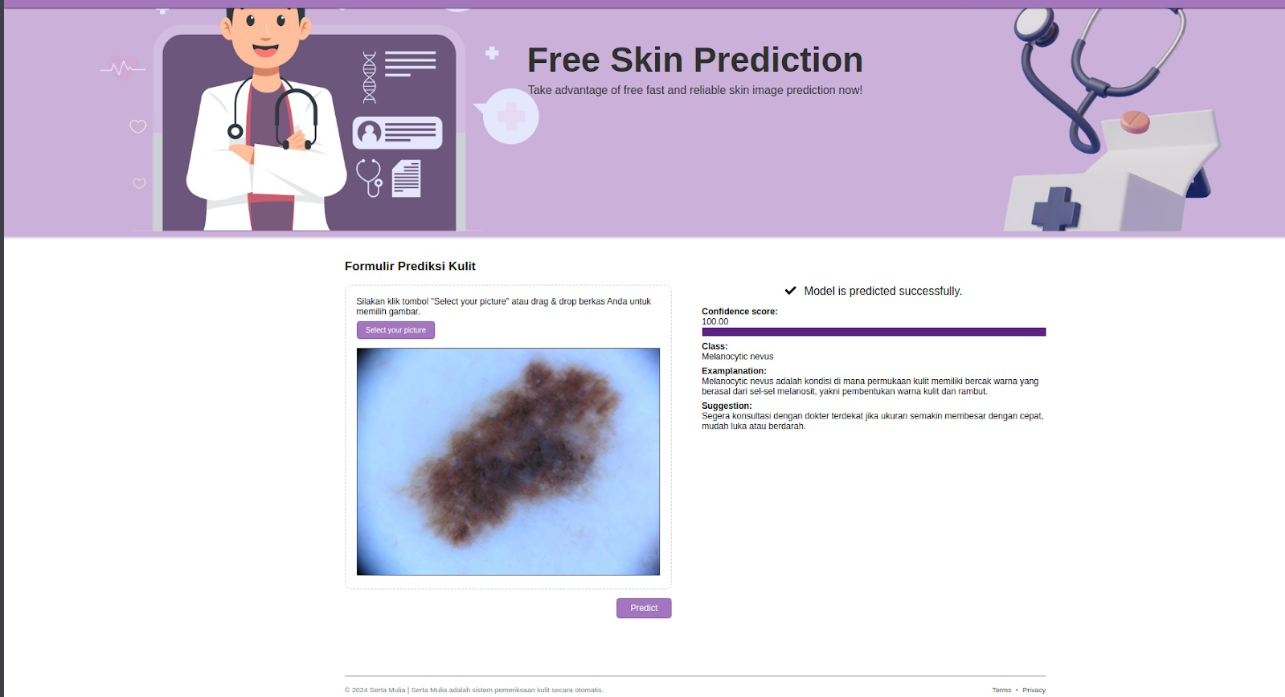 Free Skin Prediction
Take advantage of free fast and reliable skin image prediction now!
Formulir Prediksi Kulit
Silakan klik tombol "Select your picture" atau drag & drop berkas Anda untuk
memilih gambar.
Select your picture
Predict
Model is predicted successfully.
Confidence score:
100.00
Class:
Melanocytic nevus
Examplanation:
Melanocytic nevus adalah kondisi di mana permukaan kulit memiliki bercak warna yang
berasal dari sel-sel melanosit, yakni pembentukan warna kulit dan rambut.
Suggestion:
Segera konsultasi dengan dokter terdekat jika ukuran semakin membesar dengan cepat,
mudah luka atau berdarah.
© 2024 Serta Mulia | Serta Mulia adalah sistem pemeriksaan kulit secara otomatis.
Terms • Privacy